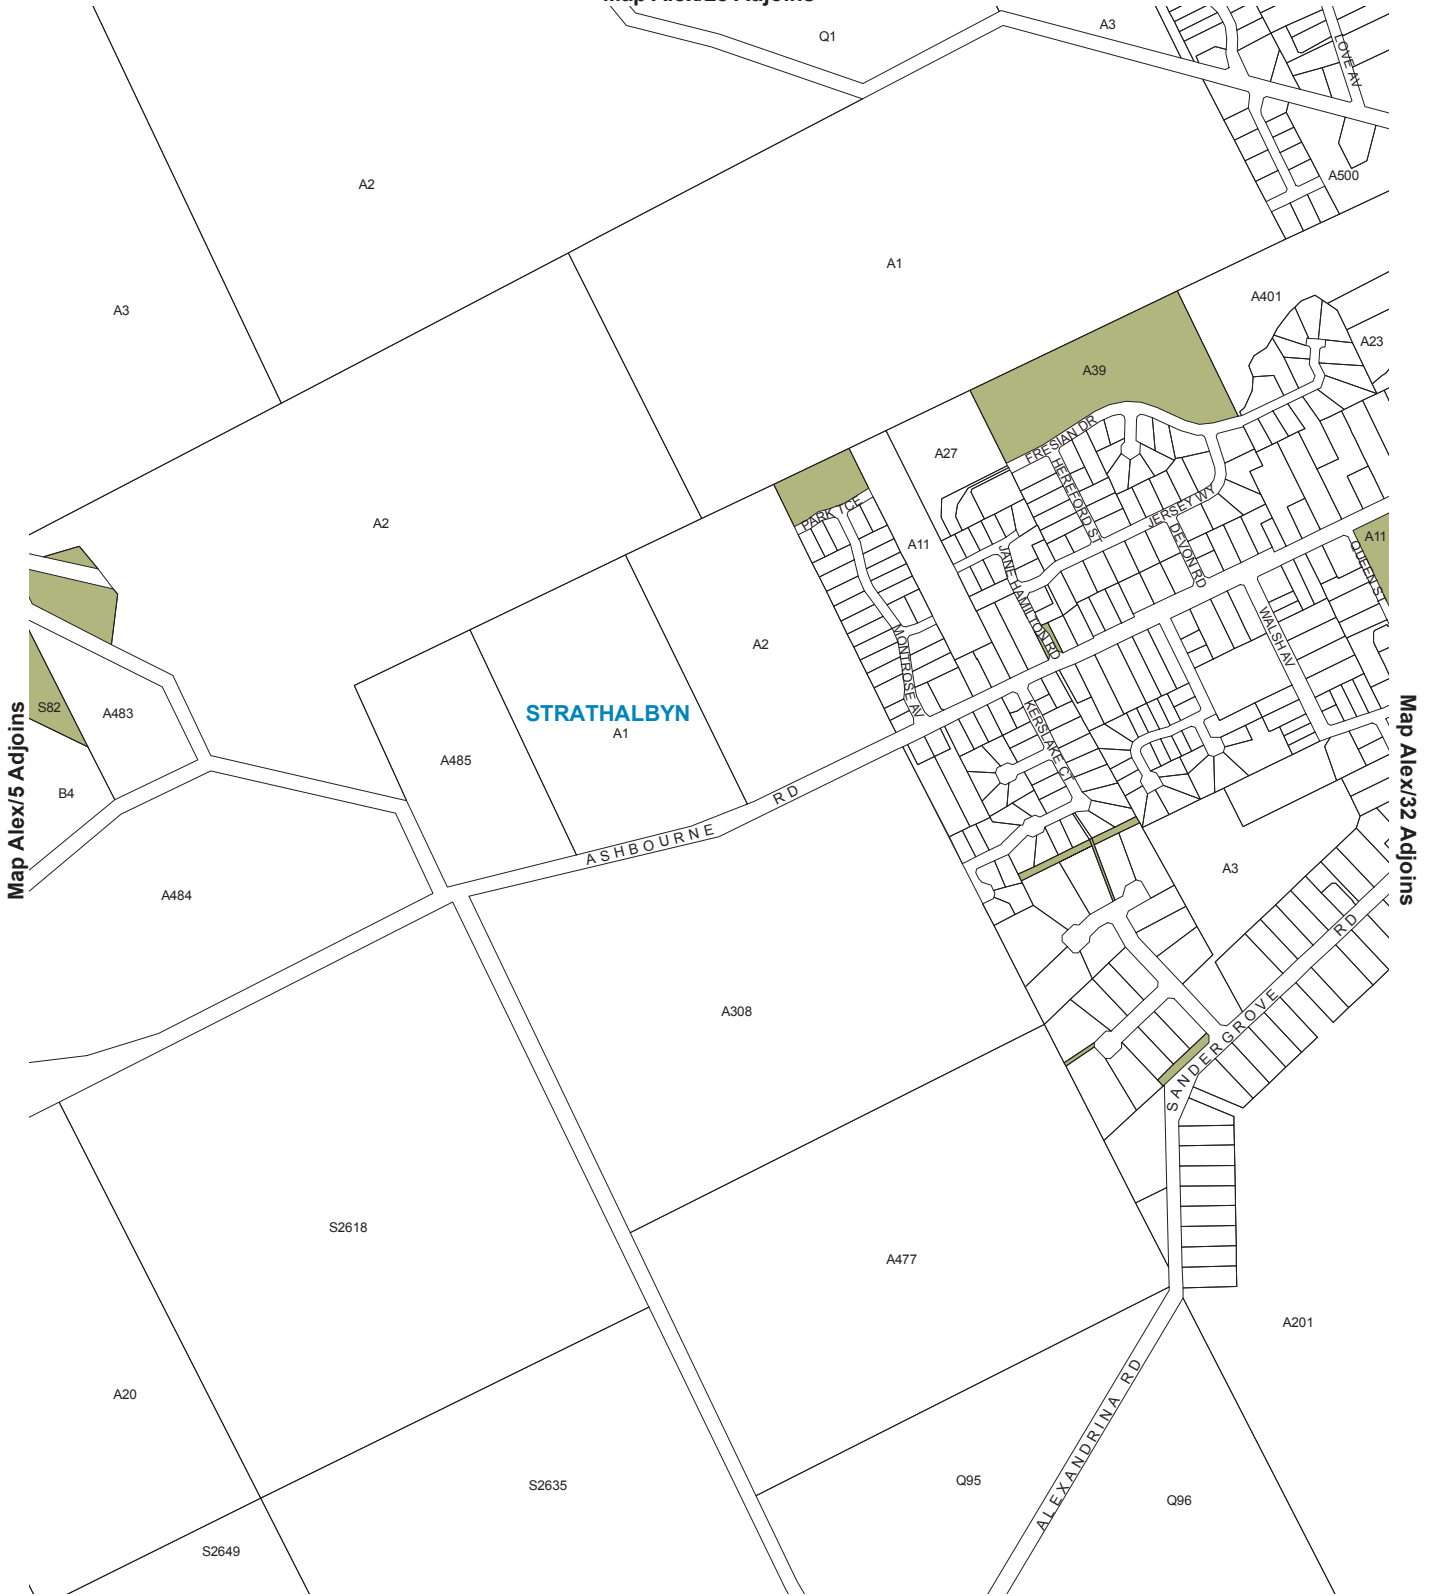 Q1
A3
LOVE AV
A2
A500
A1
A3
A401
A23
A39
A27
FRESIAN DR
HEREFORD ST
JERSEY WY
DEVON RD
PARK TCE
A2
A11
A11
QUEEN ST
JANE HAMILTON RD
WALSH AV
MONTROSE AV
A2
S82
A483
STRATHALBYN
A1
A485
KERSLAKE CT
B4
Map Alex/5 Adjoins
Map Alex/32 Adjoins
ASHBOURNE RD
A484
A3
SANDERGROVE RD
A308
S2618
A477
A201
A20
ALEXANDRINA RD
S2635
Q95
Q96
S2649